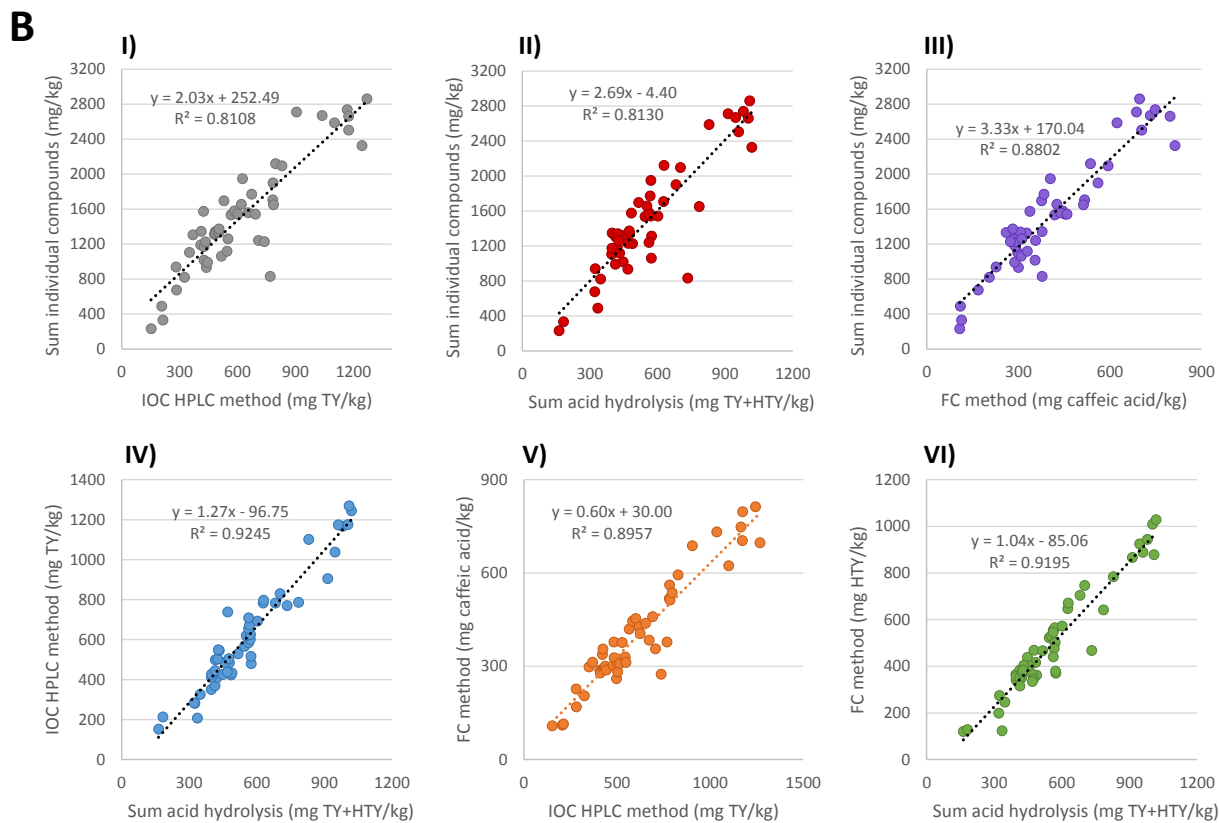 B
I)
Sum individual compounds (mg/kg)
3200
2800
2400
2000
1600
1200
800
400
0
y = 2.03x + 252.49
R² = 0.8108
0 300 600 900 1200
IOC HPLC method (mg TY/kg)
II)
Sum individual compounds (mg/kg)
3200
2800
2400
2000
1600
1200
800
400
0
y = 2.69x - 4.40
R² = 0.8130
0 300 600 900 1200
Sum acid hydrolysis (mg TY+HTY/kg)
III)
Sum individual compounds (mg/kg)
3200
2800
2400
2000
1600
1200
800
400
0
y = 3.33x + 170.04
R² = 0.8802
0 300 600 900
FC method (mg caffeic acid/kg)
IV)
IOC HPLC method (mg TY/kg)
1400
1200
1000
800
600
400
200
0
y = 1.27x - 96.75
R² = 0.9245
0 300 600 900 1200
Sum acid hydrolysis (mg TY+HTY/kg)
V)
FC method (mg caffeic acid/kg)
900
600
300
0
y = 0.60x + 30.00
R² = 0.8957
0 500 1000 1500
IOC HPLC method (mg TY/kg)
VI)
FC method (mg HTY/kg)
1200
1000
800
600
400
200
0
y = 1.04x - 85.06
R² = 0.9195
0 300 600 900 1200
Sum acid hydrolysis (mg TY+HTY/kg)